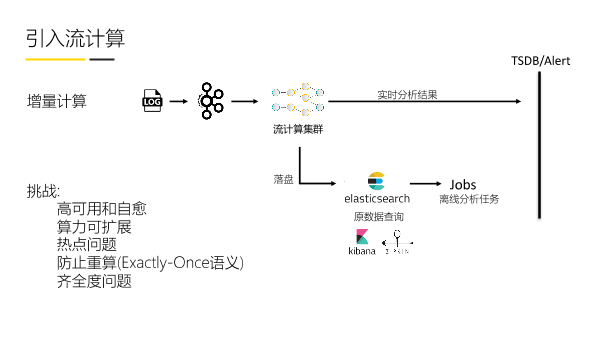 引入流计算
TSDB/Alert
增量计算
LOG
实时分析结果
流计算集群
落盘
elasticsearch
Jobs
离线分析任务
原数据查询
kibana
挑战:
高可用和自愈
算力可扩展
热点问题
防止重算(Exactly-Once语义)
齐全度问题